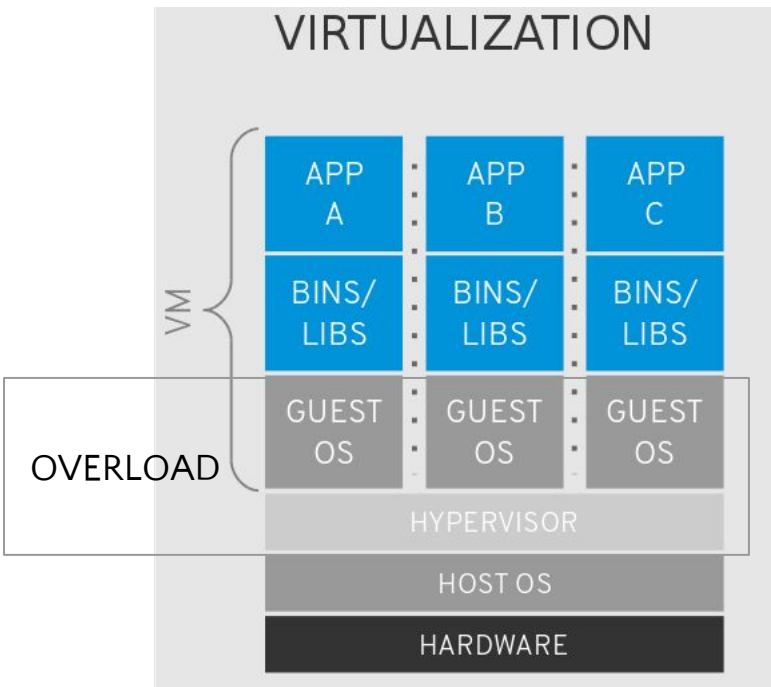 VIRTUALIZATION
APP
A
APP
B
APP
C
VM
BINS/
LIBS
BINS/
LIBS
BINS/
LIBS
GUEST
OS
GUEST
OS
GUEST
OS
OVERLOAD
HYPERVISOR
HOST OS
HARDWARE